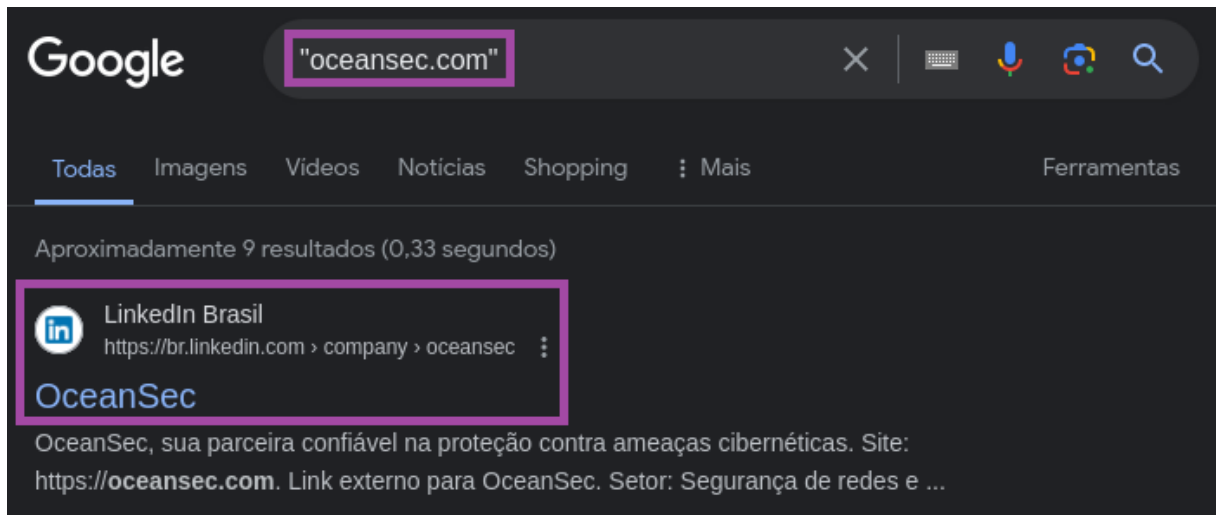 Google "oceansec.com"
Todas Imagens Vídeos Notícias Shopping Mais Ferramentas
Aproximadamente 9 resultados (0,33 segundos)
in LinkedIn Brasil
https://br.linkedin.com › company › oceansec
OceanSec
OceanSec, sua parceira confiável na proteção contra ameaças cibernéticas. Site:
https://oceansec.com. Link externo para OceanSec. Setor: Segurança de redes e ...